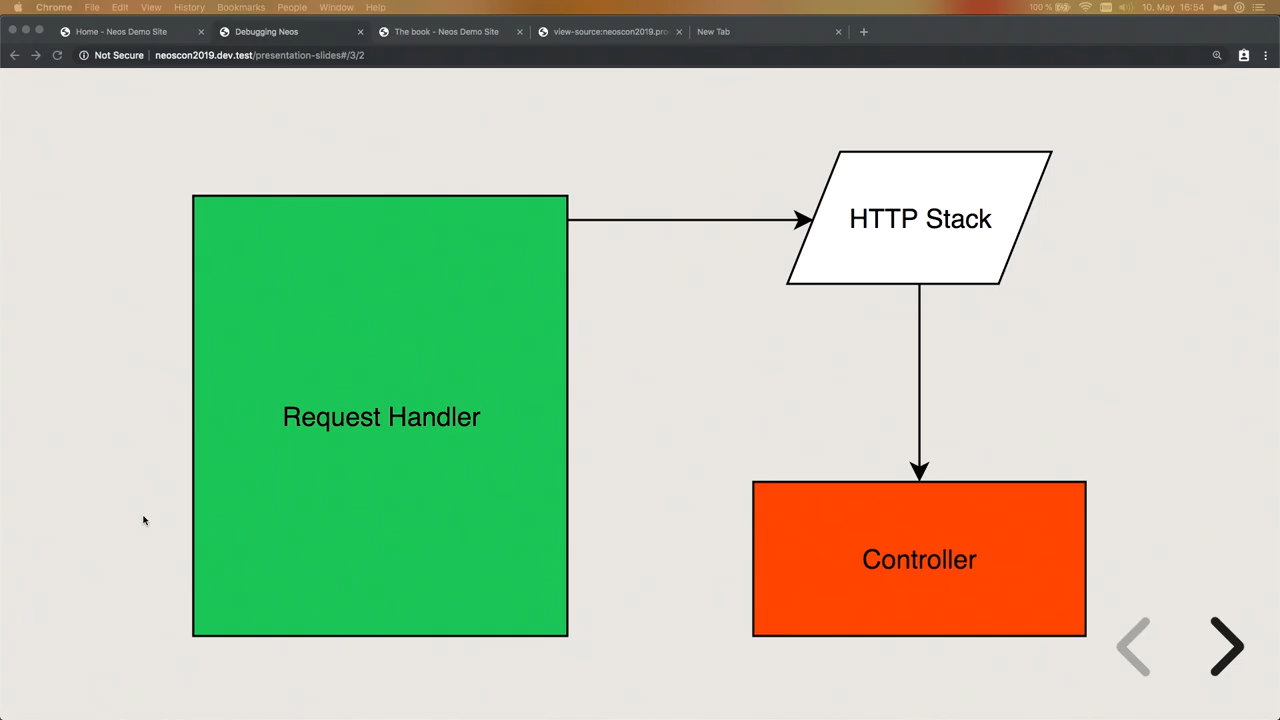 Chrome File Edit View History Bookmarks People Window Help 100 % 10. May 16:54
Home - Neos Demo Site Debugging Neos The book - Neos Demo Site view-source:neoscon2019.pro New Tab
Not Secure neoscon2019.dev.test/presentation-slides#/3/2
HTTP Stack
Request Handler
Controller